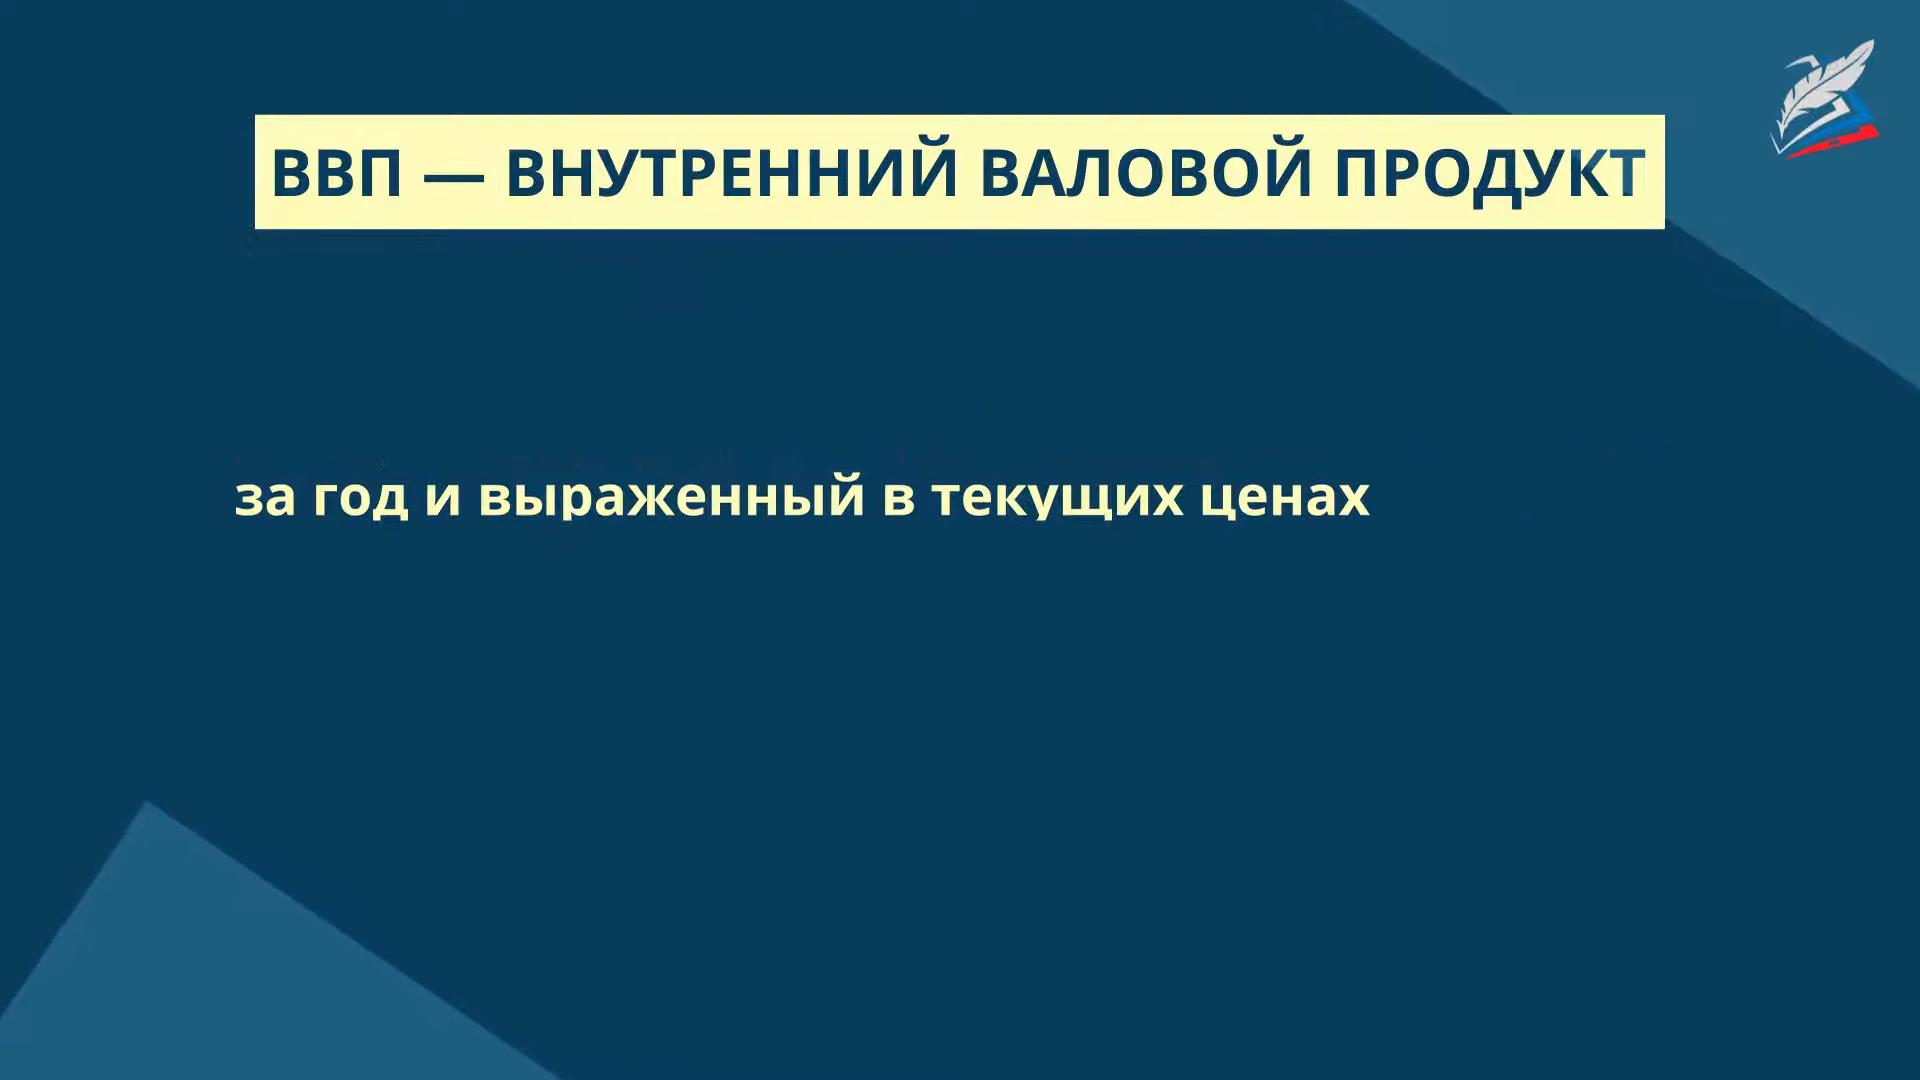 ВВП — ВНУТРЕННИЙ ВАЛОВОЙ ПРОДУКТ
за год и выраженный в текущих ценах